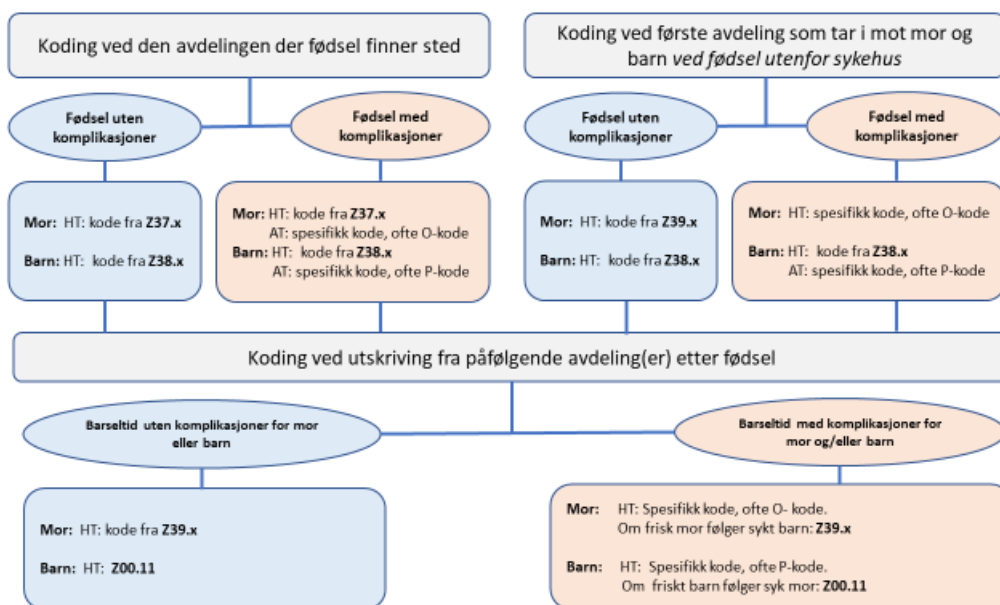 Koding ved den avdelingen der fødsel finner sted
Koding ved første avdeling som tar i mot mor og
barn ved fødsel utenfor sykehus
Fødsel uten
komplikasjoner
Fødsel med
komplikasjoner
Fødsel uten
komplikasjoner
Fødsel med
komplikasjoner
Mor: HT: kode fra Z37.x
Barn: HT: kode fra Z38.x
Mor: HT: kode fra Z37.x
AT: spesifikk kode, ofte O-kode
Barn: HT: kode fra Z38.x
AT: spesifikk kode, ofte P-kode
Mor: HT: kode fra Z39.x
Barn: HT: kode fra Z38.x
Mor: HT: spesifikk kode, ofte O-kode
Barn: HT: kode fra Z38.x
AT: spesifikk kode, ofte P-kode
Koding ved utskriving fra påfølgende avdeling(er) etter fødsel
Barseltid uten komplikasjoner for mor
eller barn
Barseltid med komplikasjoner for
mor og/eller barn
Mor: HT: kode fra Z39.x
Barn: HT: Z00.11
Mor: HT: Spesifikk kode, ofte O- kode.
Om frisk mor følger sykt barn: Z39.x
Barn: HT: Spesifikk kode, ofte P-kode.
Om friskt barn følger syk mor: Z00.11